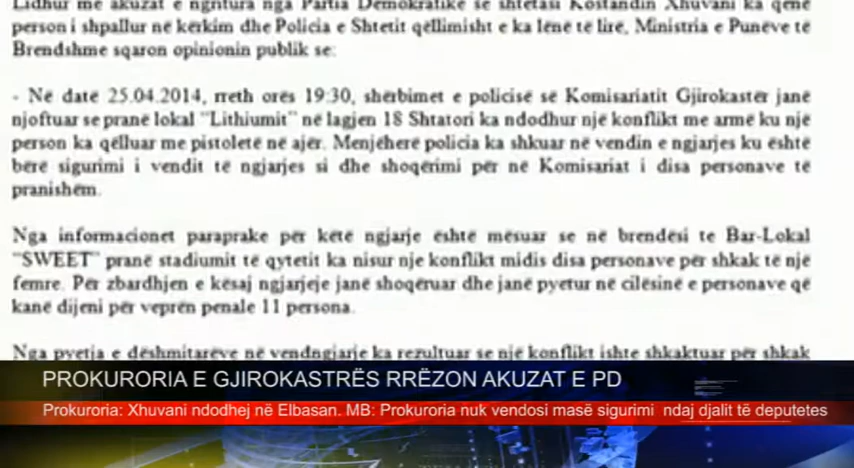 Lidhur me akuzat e ngritura nga Partia Demokratike se shtetasi Kostandin Xhuvani ka qenë
person i shpallur në kërkim dhe Policia e Shtetit qëllimisht e ka lënë të lirë, Ministria e Punëve të
Brendshme sqaron opinionin publik se:
- Në datë 25.04.2014, rreth orës 19:30, shërbimet e policisë së Komisariatit Gjirokastër janë
njoftuar se pranë lokal "Lithiumit" në lagjen 18 Shtatori ka ndodhur një konflikt me armë ku një
person ka qëlluar me pistoletë në ajër. Menjëherë policia ka shkuar në vendin e ngjarjes ku është
bërë sigurimi i vendit të ngjarjes si dhe shoqërimi për në Komisariat i disa personave të
pranishëm.
Nga informacionet paraprake për këtë ngjarje është mësuar se në brendësi te Bar-Lokal
"SWEET" pranë stadiumit të qytetit ka nisur nje konflikt midis disa personave për shkak të një
femre. Për zbardhjen e kësaj ngjarjeje janë shoqëruar dhe janë pyetur në cilësinë e personave që
kanë dijeni për veprën penale 11 persona.
Nga pyetja e dëshmitarëve në vendngjarje ka rezultuar se një konflikt ishte shkaktuar për shkak
PROKURORIA E GJIROKASTRËS RRËZON AKUZAT E PD
Prokuroria: Xhuvani ndodhej në Elbasan. MB: Prokuroria nuk vendosi masë sigurimi ndaj djalit të deputetes